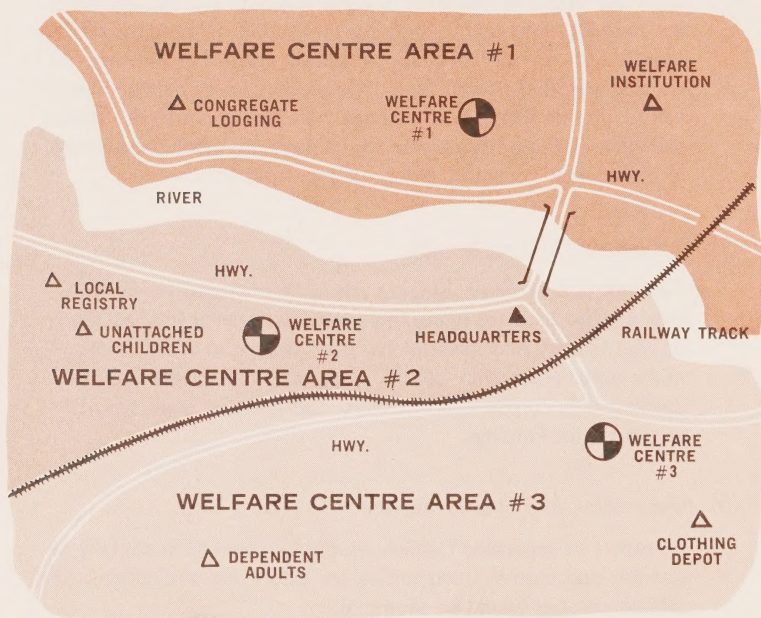 WELFARE CENTRE AREA #1
CONGREGATE
LODGING
WELFARE
CENTRE
#1
WELFARE
INSTITUTION
HWY.
RIVER
HWY.
LOCAL
REGISTRY
UNATTACHED
CHILDREN
WELFARE
CENTRE
#2
HEADQUARTERS
RAILWAY TRACK
WELFARE CENTRE AREA #2
HWY.
WELFARE
CENTRE
#3
WELFARE CENTRE AREA #3
DEPENDENT
ADULTS
CLOTHING
DEPOT